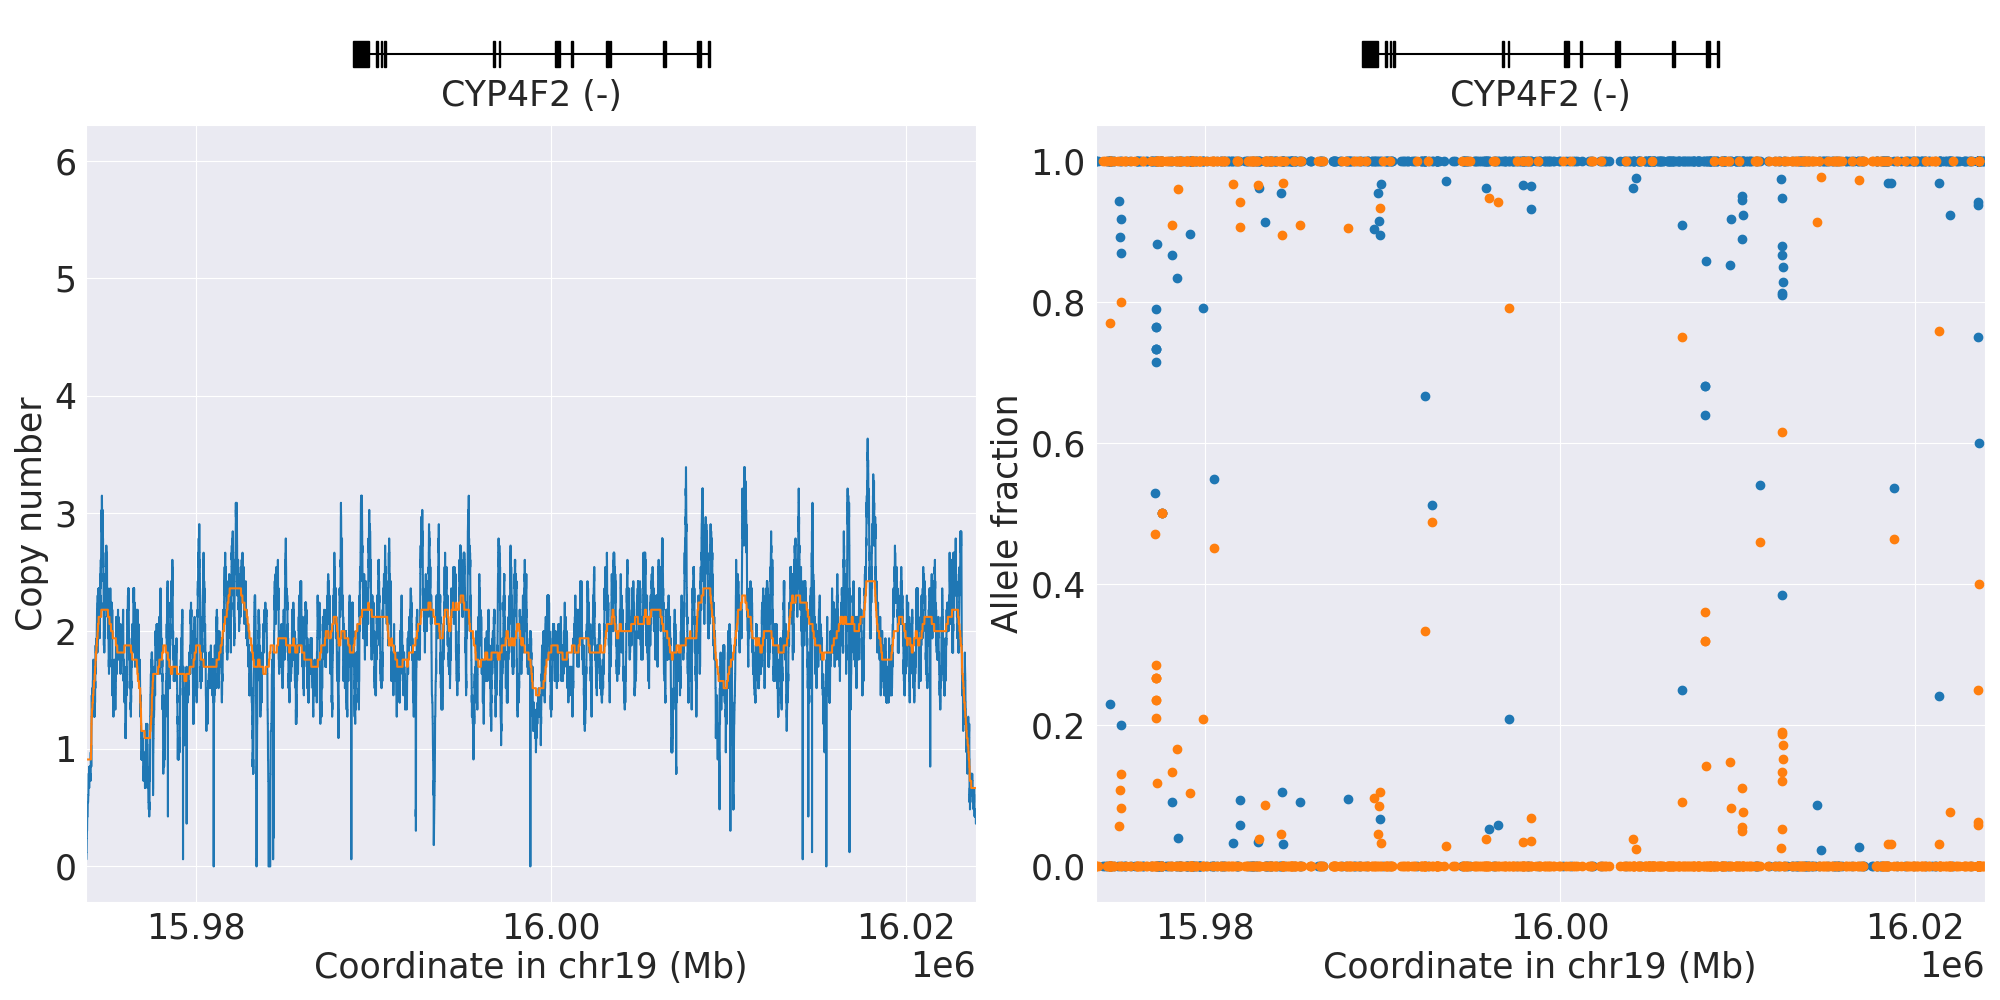 CYP4F2 (-)
6
5
4
3
2
1
0
Copy number
15.98
16.00
16.02
Coordinate in chr19 (Mb)
1e6
CYP4F2 (-)
1.0
0.8
0.6
0.4
0.2
0.0
Allele fraction
15.98
16.00
16.02
Coordinate in chr19 (Mb)
1e6